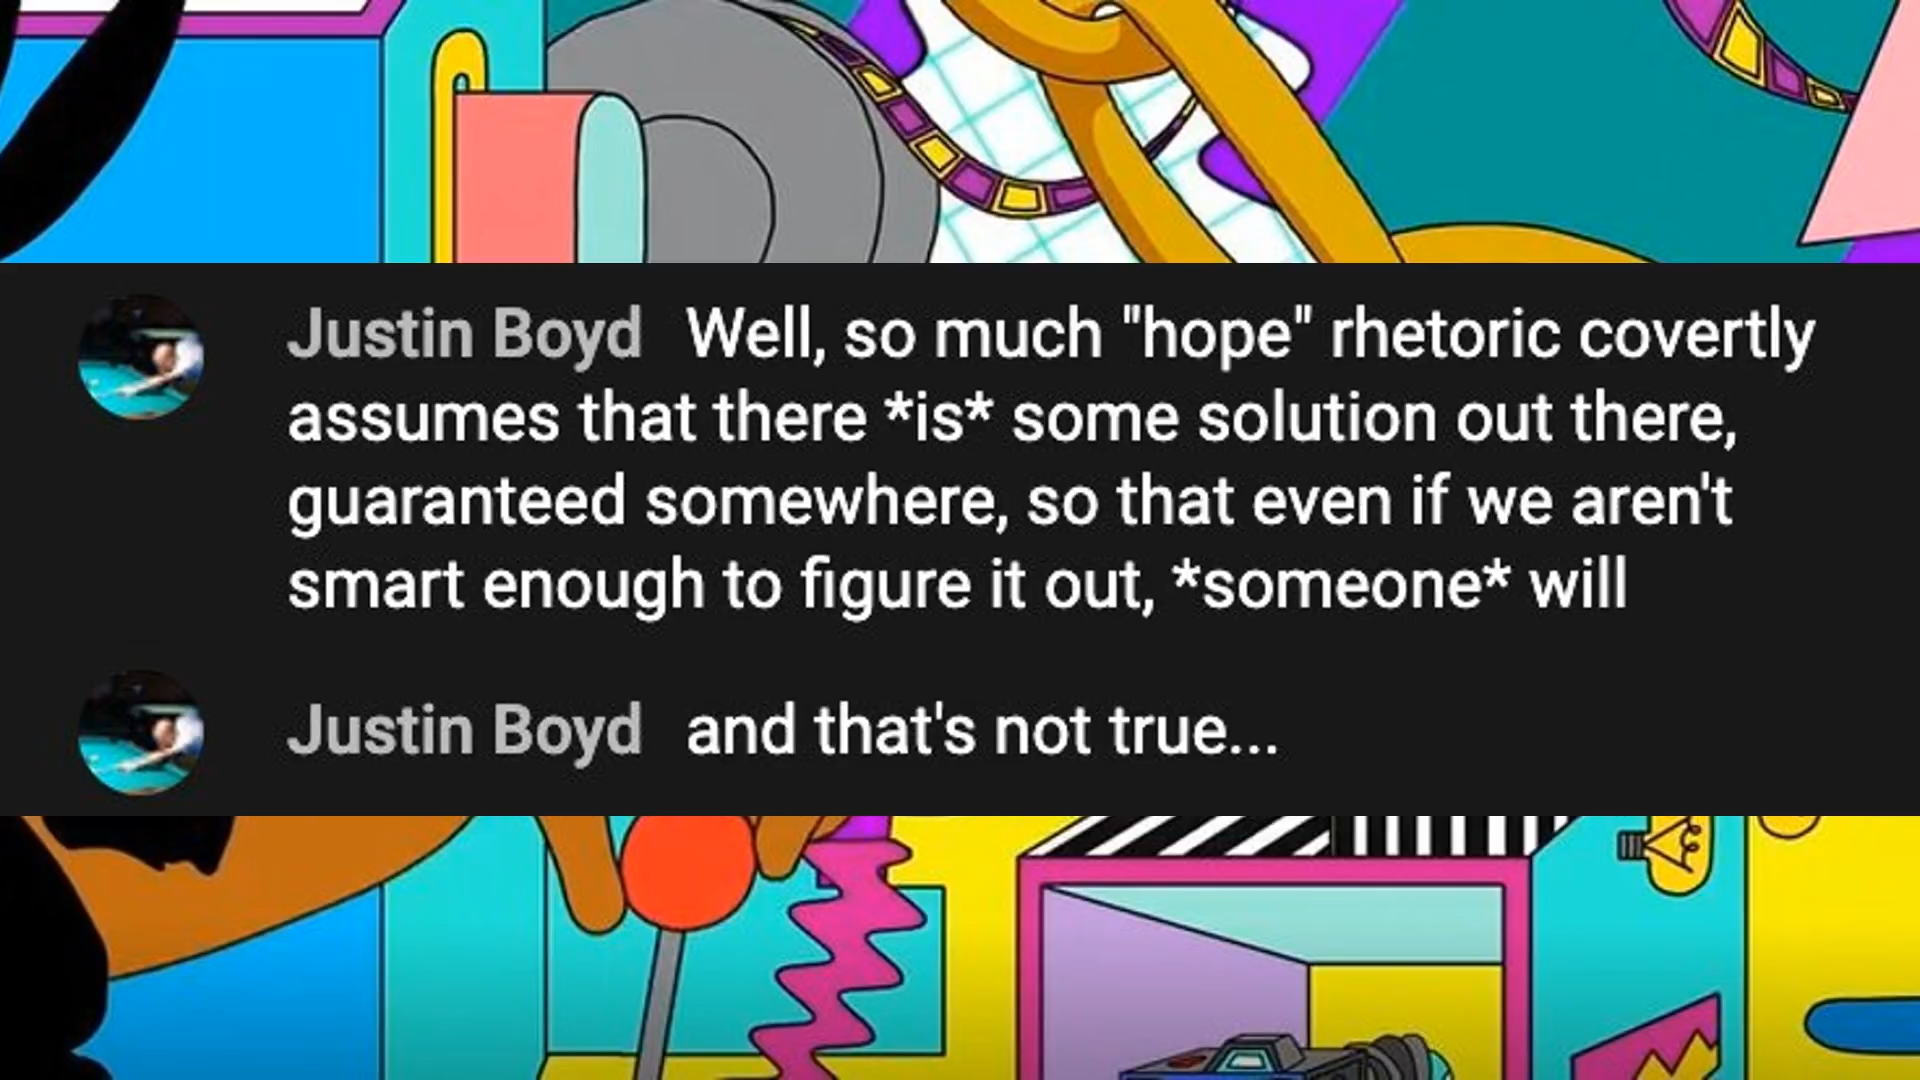 Justin Boyd Well, so much "hope" rhetoric covertly
assumes that there *is* some solution out there,
guaranteed somewhere, so that even if we aren't
smart enough to figure it out, *someone* will
Justin Boyd and that's not true...